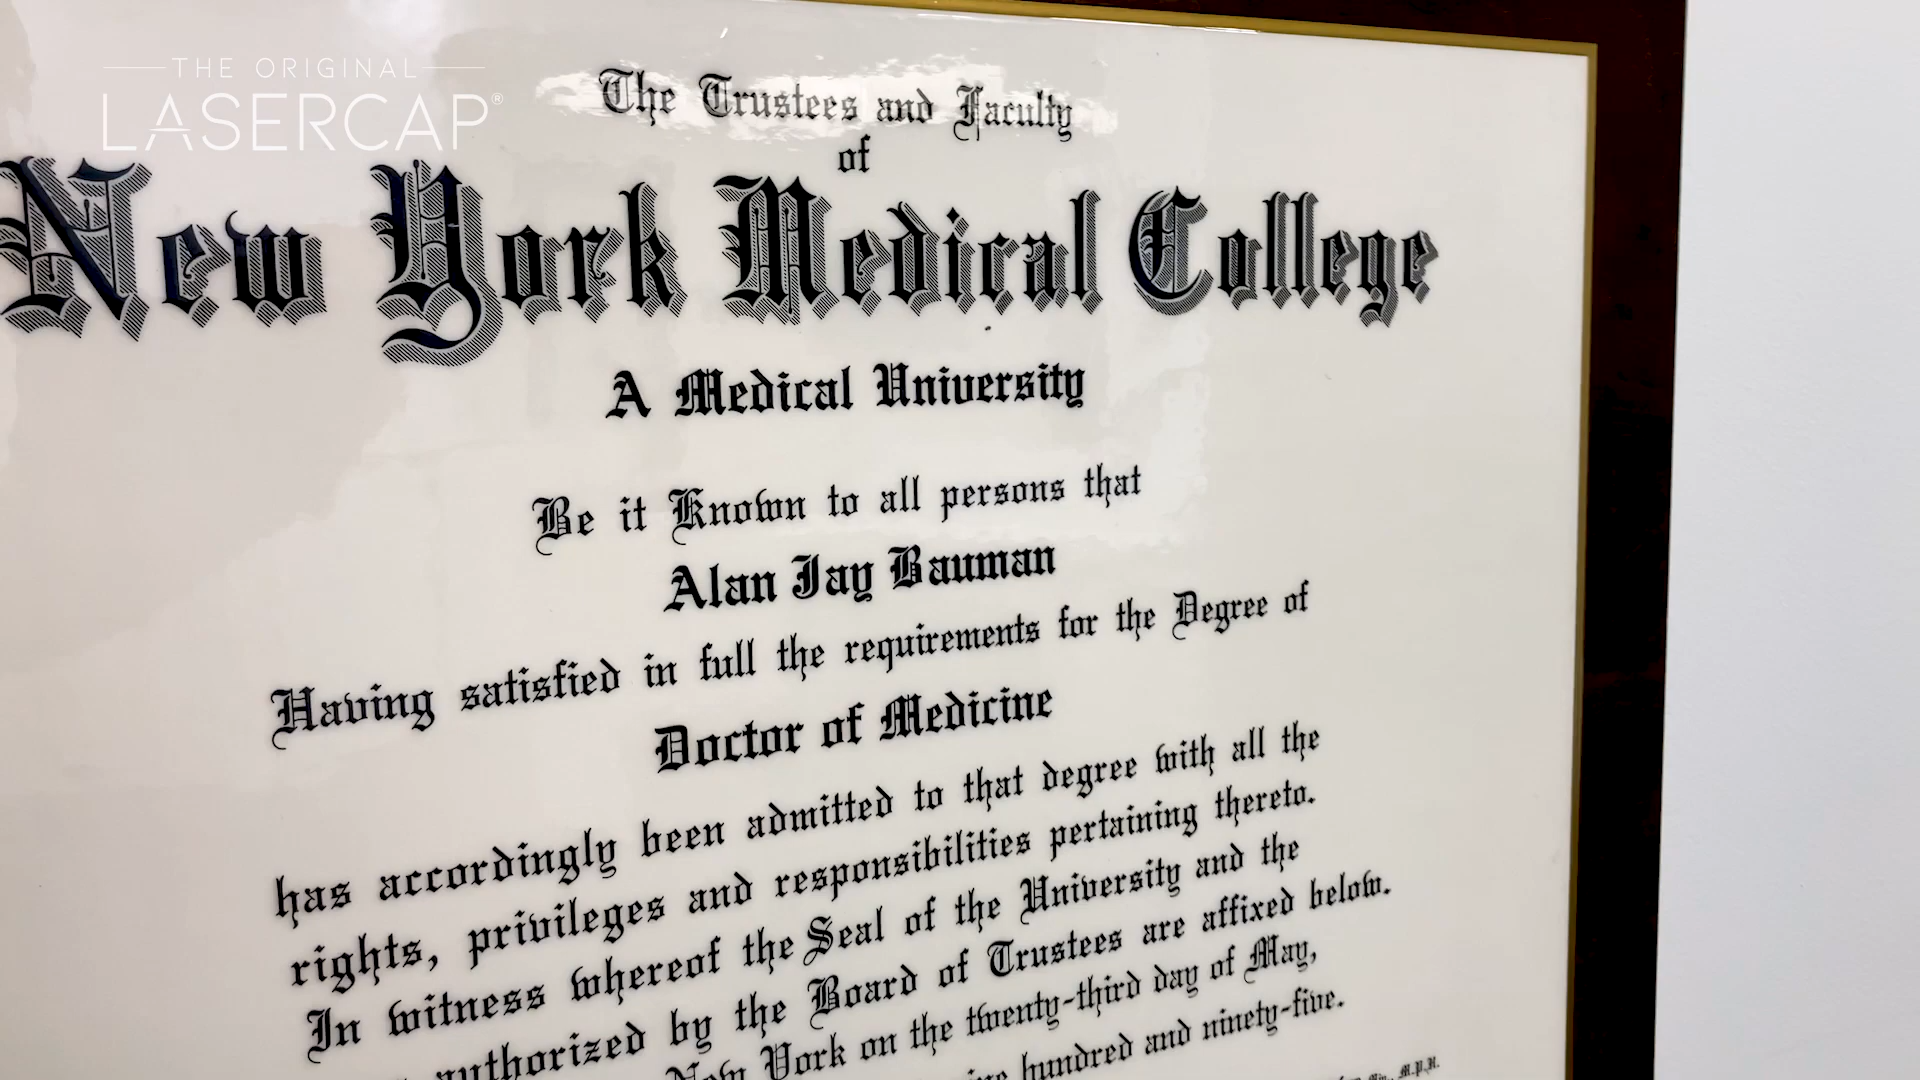 THE ORIGINAL
LASERCAP®
The Trustees and Faculty
of
New York Medical College
A Medical University
Be it Known to all persons that
Alan Jay Bauman
Having satisfied in full the requirements for the Degree of
Doctor of Medicine
has accordingly been admitted to that degree with all the
rights, privileges and responsibilities pertaining thereto.
In witness whereof the Seal of the University and the
authorized by the Board of Trustees are affixed below.
New York on the twenty-third day of May,
hundred and ninety-five.
M.P.H.